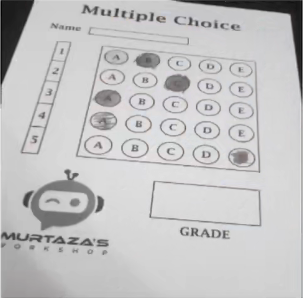 Multiple Choice
Name
1 A B C D E
2 A B C D E
3 A B C D E
4 A B C D E
5 A B C D E
MURTAZA'S
WORKSHOP
GRADE